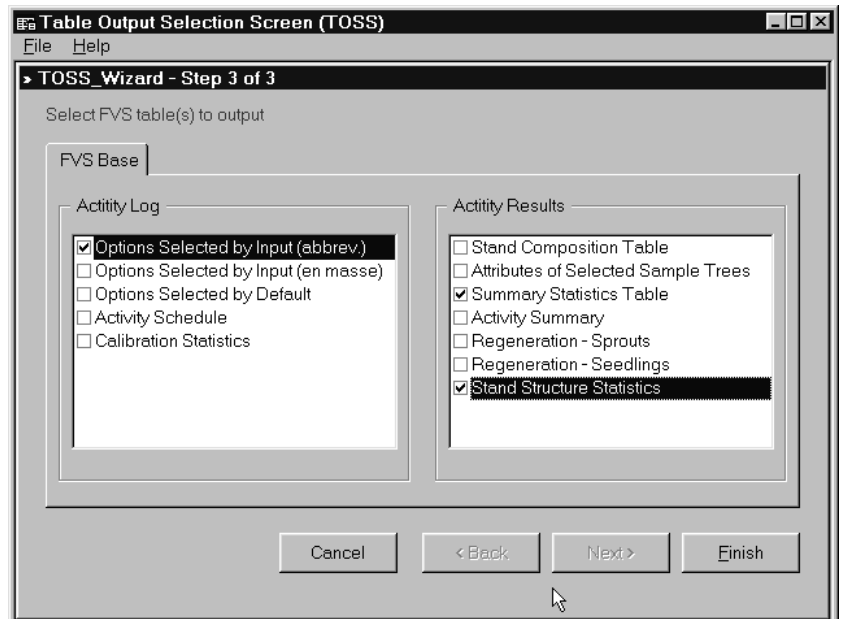 Table Output Selection Screen (TOSS)
File Help
TOSS_Wizard - Step 3 of 3
Select FVS table(s) to output
FVS Base
Actitity Log
Options Selected by Input (abbrev.)
Options Selected by Input (en masse)
Options Selected by Default
Activity Schedule
Calibration Statistics
Actitity Results
Stand Composition Table
Attributes of Selected Sample Trees
Summary Statistics Table
Activity Summary
Regeneration - Sprouts
Regeneration - Seedlings
Stand Structure Statistics
Cancel < Back Next > Finish